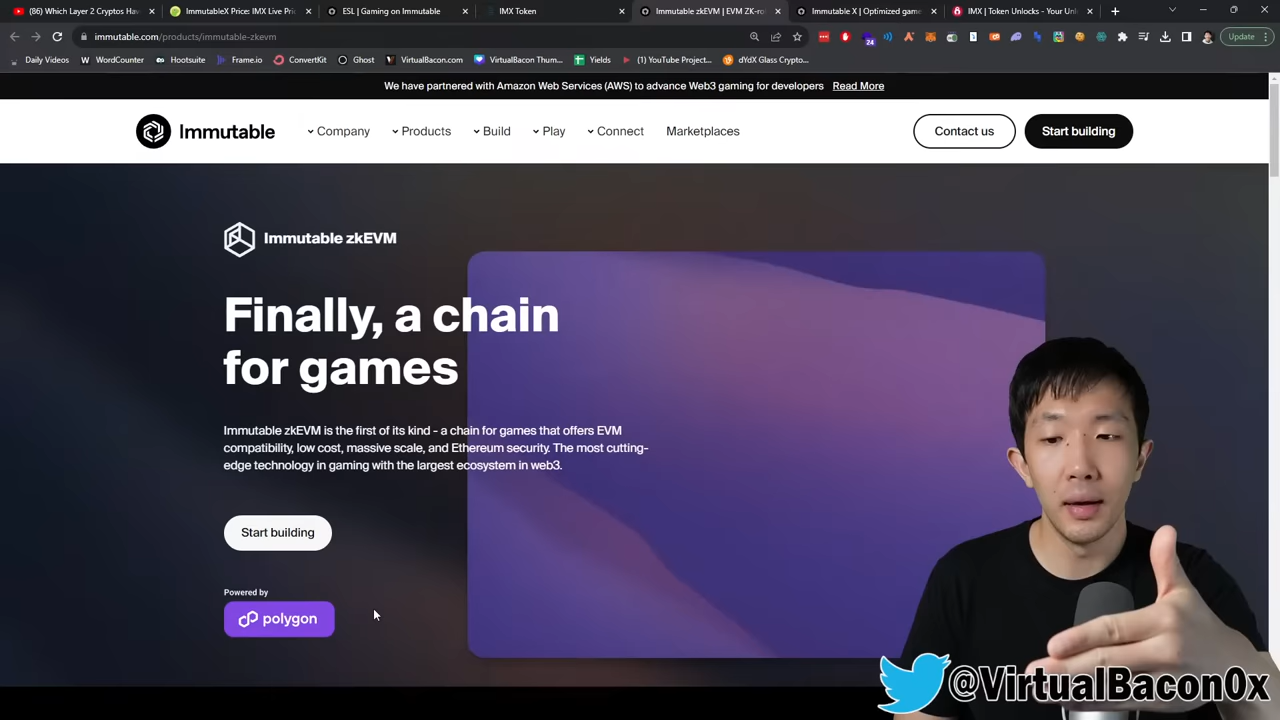 (86) Which Layer 2 Cryptos Hav
ImmutableX Price: IMX Live Pri
ESL | Gaming on Immutable
IMX Token
Immutable zkEVM | EVM ZK-ro
Immutable X | Optimized game
IMX | Token Unlocks - Your Unl
immutable.com/products/immutable-zkevm
24
Update
Daily Videos
WordCounter
Hootsuite
Frame.io
ConvertKit
Ghost
VirtualBacon.com
VirtualBacon Thum...
Yields
(1) YouTube Project...
dYdX Glass Crypto...
We have partnered with Amazon Web Services (AWS) to advance Web3 gaming for developers Read More
Immutable
Company
Products
Build
Play
Connect
Marketplaces
Contact us
Start building
Immutable zkEVM
Finally, a chain
for games
Immutable zkEVM is the first of its kind - a chain for games that offers EVM
compatibility, low cost, massive scale, and Ethereum security. The most cutting-
edge technology in gaming with the largest ecosystem in web3.
Start building
Powered by
polygon
@VirtualBacon0x